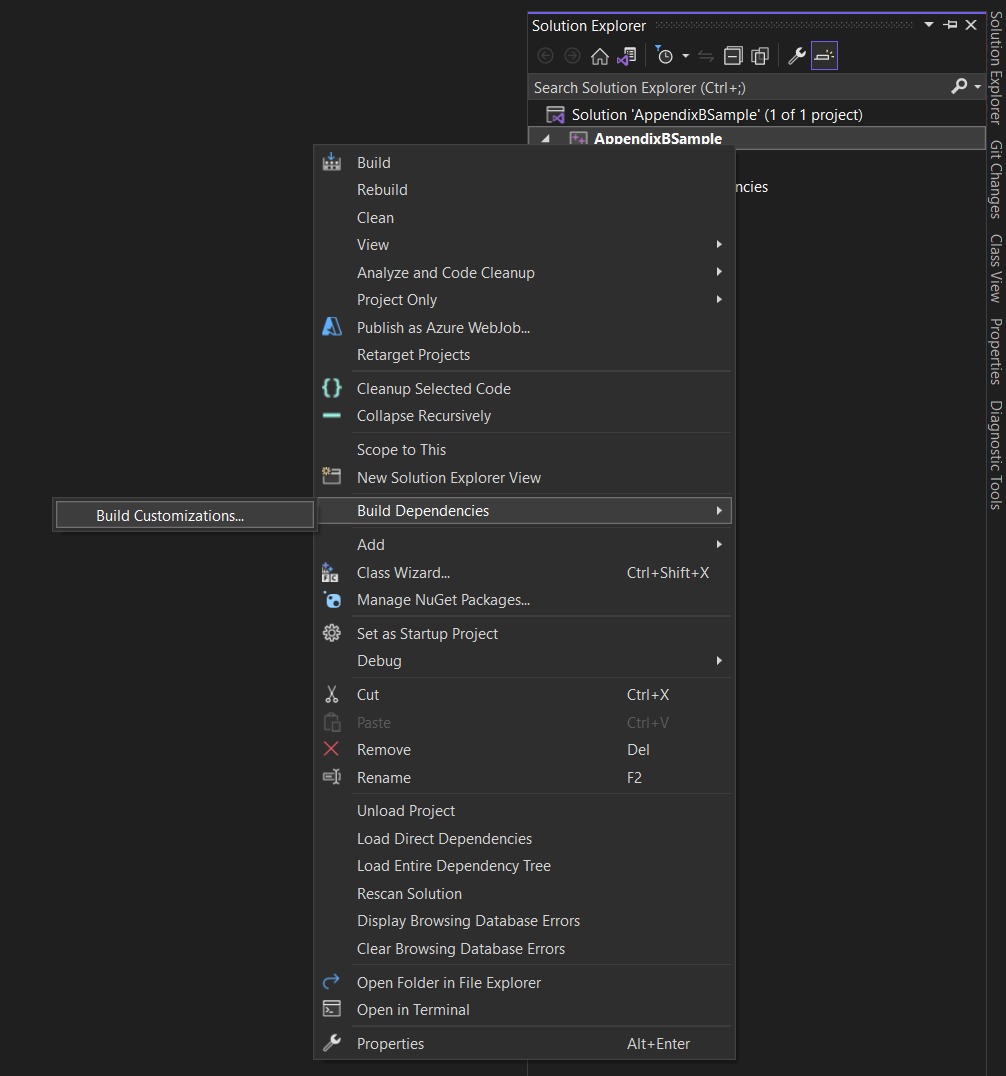 Solution Explorer
Search Solution Explorer (Ctrl+;)
Solution 'AppendixBSample' (1 of 1 project)
AppendixBSample
ncies
Build
Rebuild
Clean
View
Analyze and Code Cleanup
Project Only
Publish as Azure WebJob...
Retarget Projects
Cleanup Selected Code
Collapse Recursively
Scope to This
New Solution Explorer View
Build Dependencies
Build Customizations...
Add
Class Wizard... Ctrl+Shift+X
Manage NuGet Packages...
Set as Startup Project
Debug
Cut Ctrl+X
Paste Ctrl+V
Remove Del
Rename F2
Unload Project
Load Direct Dependencies
Load Entire Dependency Tree
Rescan Solution
Display Browsing Database Errors
Clear Browsing Database Errors
Open Folder in File Explorer
Open in Terminal
Properties Alt+Enter
Solution Explorer
Git Changes
Class View
Properties
Diagnostic Tools